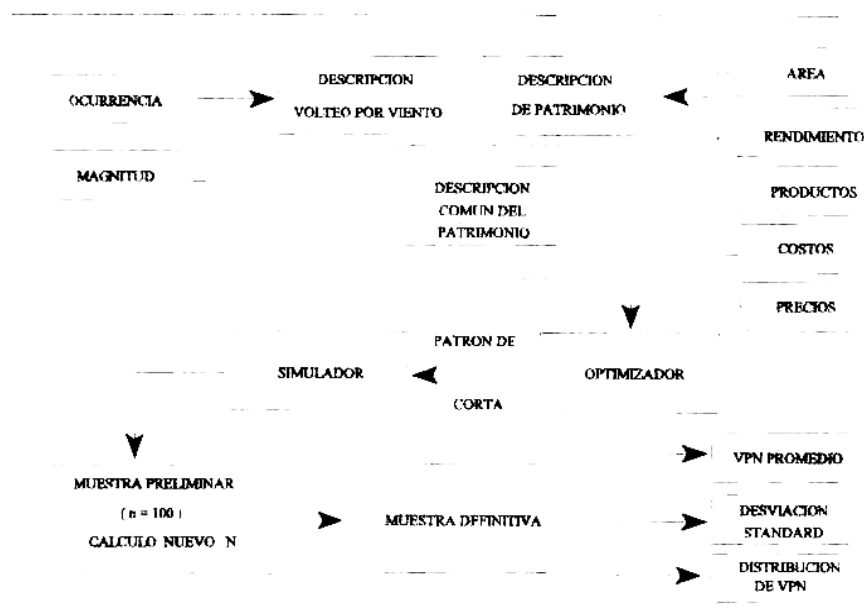 OCURRENCIA
MAGNITUD
DESCRIPCION
VOLTEO POR VIENTO
DESCRIPCION
DE PATRIMONIO
AREA
RENDIMIENTO
PRODUCTOS
COSTOS
PRECIOS
DESCRIPCION
COMUN DEL
PATRIMONIO
PATRON DE
CORTA
SIMULADOR
OPTIMIZADOR
MUESTRA PRELIMINAR
( n = 100 )
CALCULO NUEVO N
MUESTRA DEFINITIVA
VPN PROMEDIO
DESVIACION
STANDARD
DISTRIBUCION
DE VPN